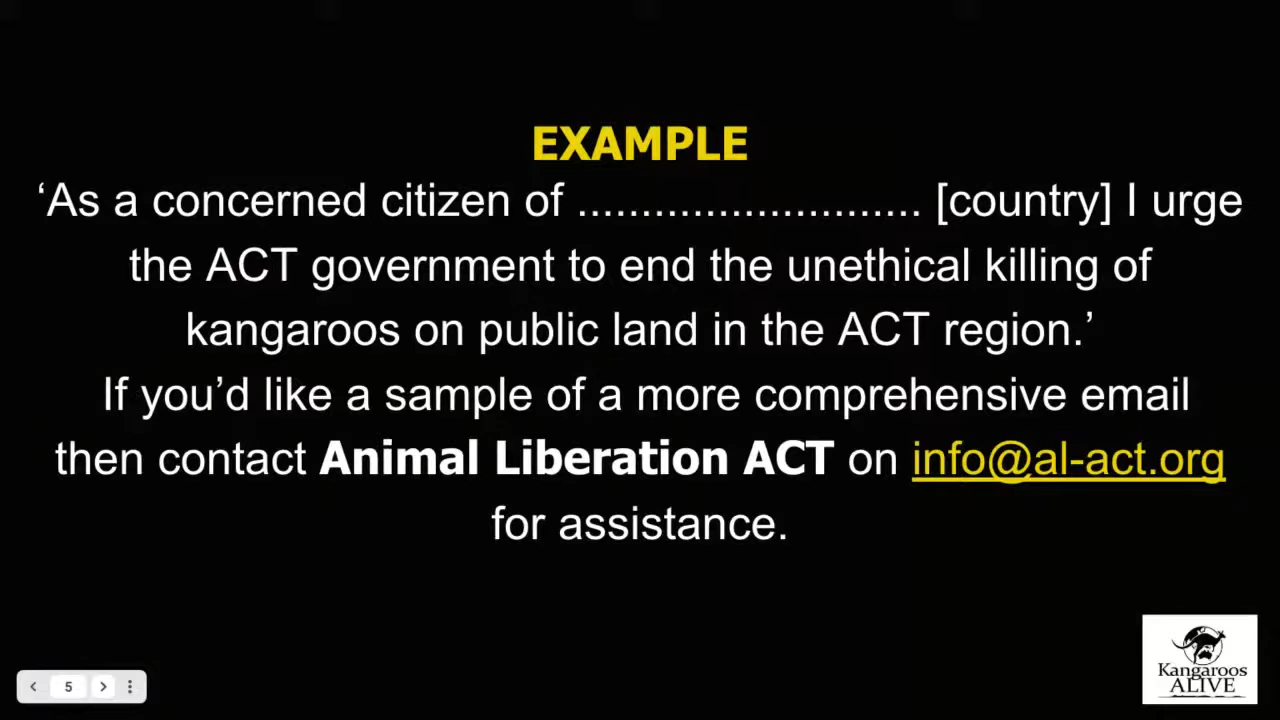 EXAMPLE
‘As a concerned citizen of ........................... [country] I urge
the ACT government to end the unethical killing of
kangaroos on public land in the ACT region.’
If you’d like a sample of a more comprehensive email
then contact Animal Liberation ACT on info@al-act.org
for assistance.
5
Kangaroos
ALIVE